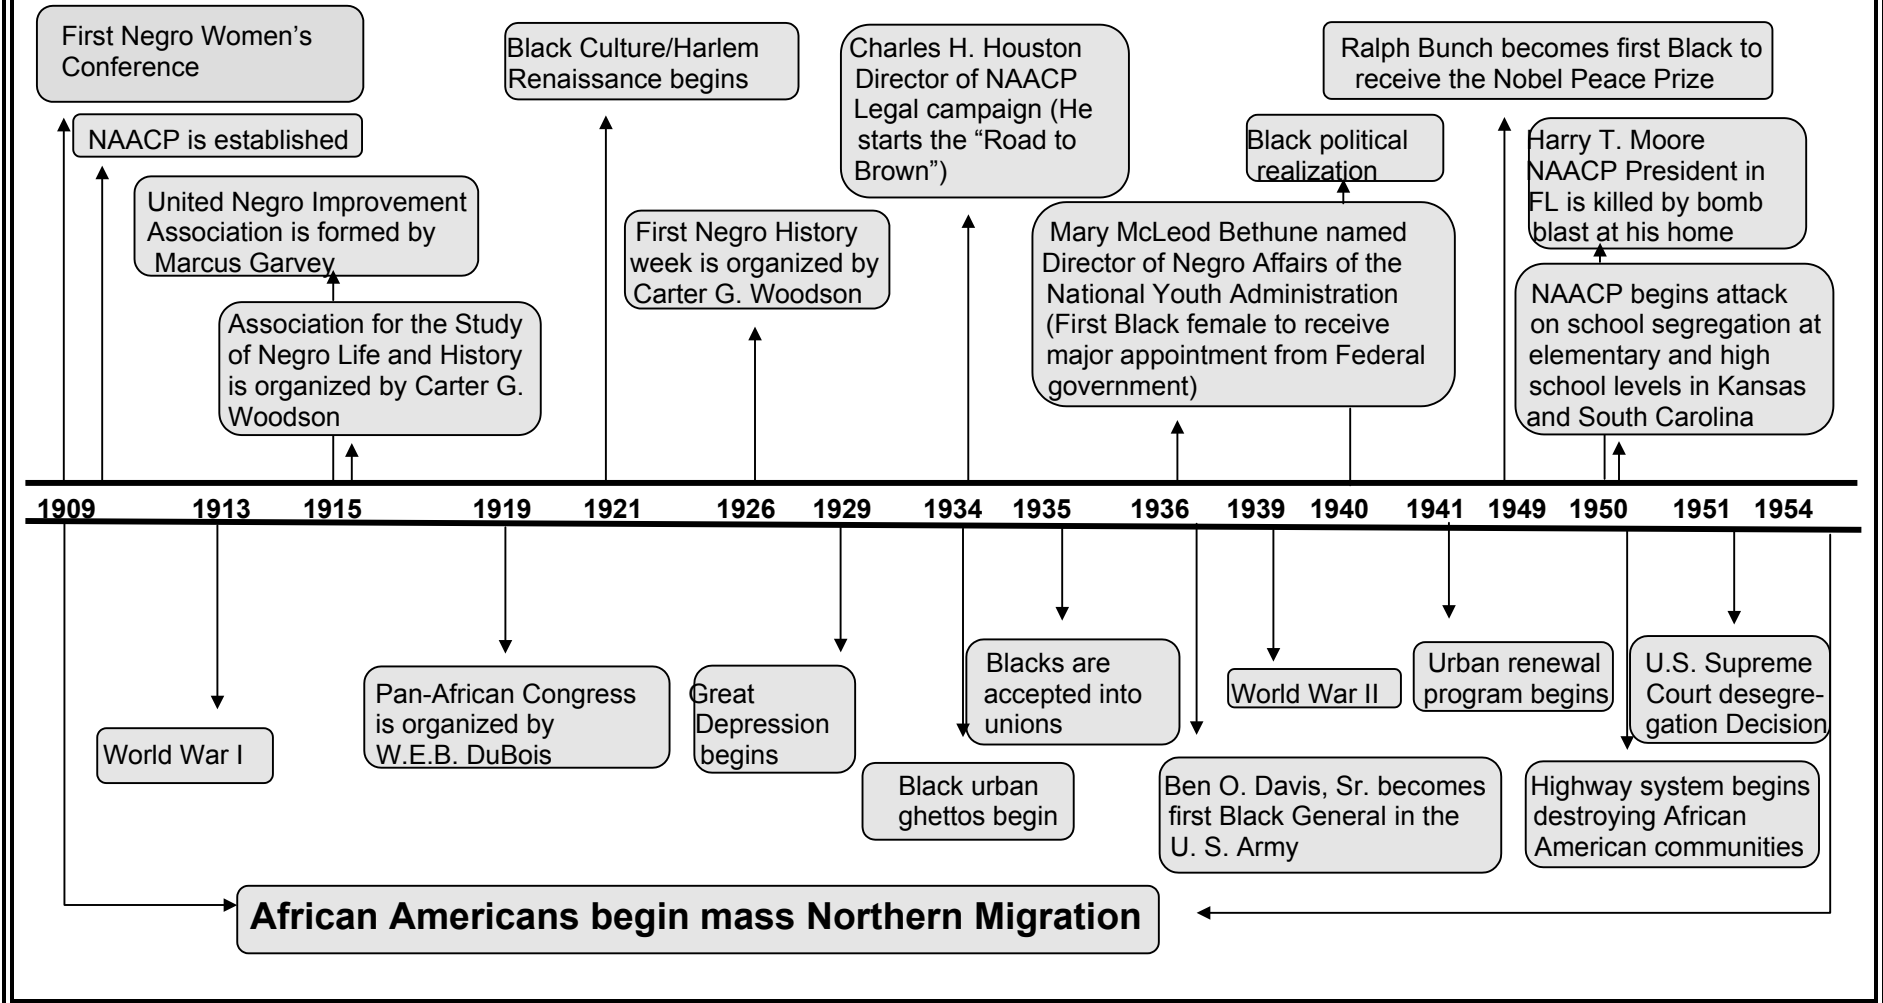 First Negro Women’s
Conference
NAACP is established
United Negro Improvement
Association is formed by
Marcus Garvey
Association for the Study
of Negro Life and History
is organized by Carter G.
Woodson
Black Culture/Harlem
Renaissance begins
First Negro History
week is organized by
Carter G. Woodson
Charles H. Houston
Director of NAACP
Legal campaign (He
starts the “Road to
Brown”)
Mary McLeod Bethune named
Director of Negro Affairs of the
National Youth Administration
(First Black female to receive
major appointment from Federal
government)
Black political
realization
Ralph Bunch becomes first Black to
receive the Nobel Peace Prize
Harry T. Moore
NAACP President in
FL is killed by bomb
blast at his home
NAACP begins attack
on school segregation at
elementary and high
school levels in Kansas
and South Carolina
1909 1913 1915 1919 1921 1926 1929 1934 1935 1936 1939 1940 1941 1949 1950 1951 1954
World War I
Pan-African Congress
is organized by
W.E.B. DuBois
Great
Depression
begins
Black urban
ghettos begin
Blacks are
accepted into
unions
Ben O. Davis, Sr. becomes
first Black General in the
U. S. Army
World War II
Urban renewal
program begins
Highway system begins
destroying African
American communities
U.S. Supreme
Court desegre-
gation Decision
African Americans begin mass Northern Migration